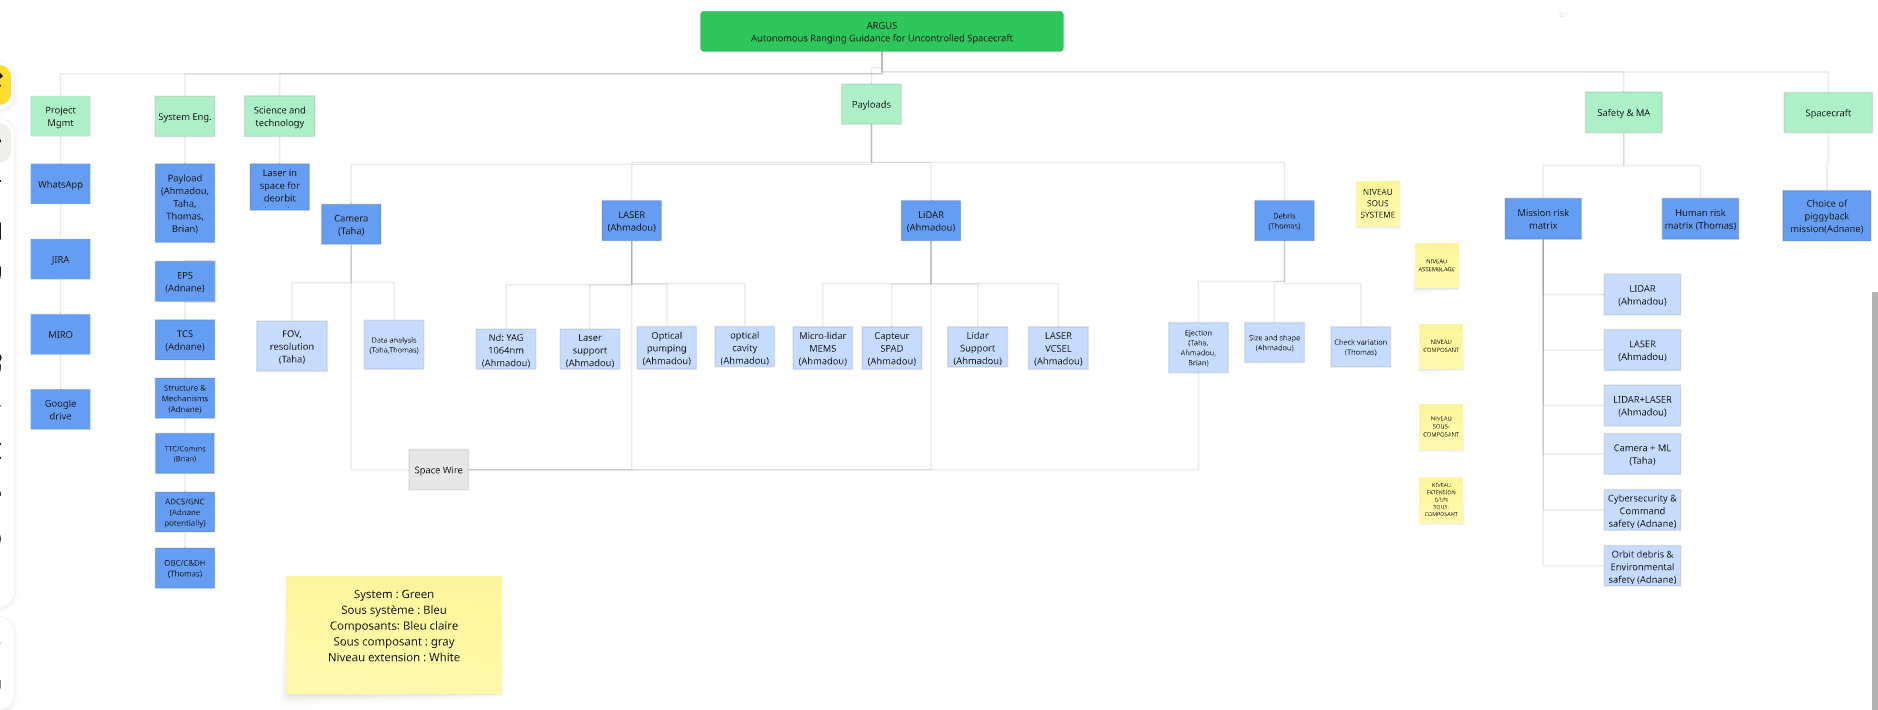 ARGUS
Autonomous Ranging Guidance for Uncontrolled Spacecraft
Project
Mgmt
System Eng.
Science and
technology
Payloads
Safety & MA
Spacecraft
WhatsApp
JIRA
MIRO
Google
drive
Payload
(Ahmadou,
Taha,
Thomas,
Brian)
EPS
(Adnane)
TCS
(Adnane)
Structure &
Mechanisms
(Adnane)
TTC/Comms
(Brian)
ADCS/GNC
(Adnane
potentially)
OBC/C&DH
(Thomas)
Laser in
space for
deorbit
Camera
(Taha)
FOV,
resolution
(Taha)
Data analysis
(Taha,Thomas)
LASER
(Ahmadou)
Nd: YAG
1064nm
(Ahmadou)
Laser
support
(Ahmadou)
Optical
pumping
(Ahmadou)
optical
cavity
(Ahmadou)
LiDAR
(Ahmadou)
Micro-lidar
MEMS
(Ahmadou)
Capteur
SPAD
(Ahmadou)
Lidar
Support
(Ahmadou)
LASER
VCSEL
(Ahmadou)
Debris
(Thomas)
Ejection
(Taha,
Ahmadou,
Brian)
Size and shape
(Ahmadou)
Check variation
(Thomas)
Space Wire
NIVEAU
SOUS
SYSTEME
NIVEAU
ASSEMBLAGE
NIVEAU
COMPOSANT
NIVEAU
SOUS-
COMPOSANT
NIVEAU
EXTENSION
D'UN
SOUS-
COMPOSANT
Mission risk
matrix
Human risk
matrix (Thomas)
LIDAR
(Ahmadou)
LASER
(Ahmadou)
LIDAR+LASER
(Ahmadou)
Camera + ML
(Taha)
Cybersecurity &
Command
safety (Adnane)
Orbit debris &
Environmental
safety (Adnane)
Choice of
piggyback
mission(Adnane)
System : Green
Sous système : Bleu
Composants: Bleu claire
Sous composant : gray
Niveau extension : White